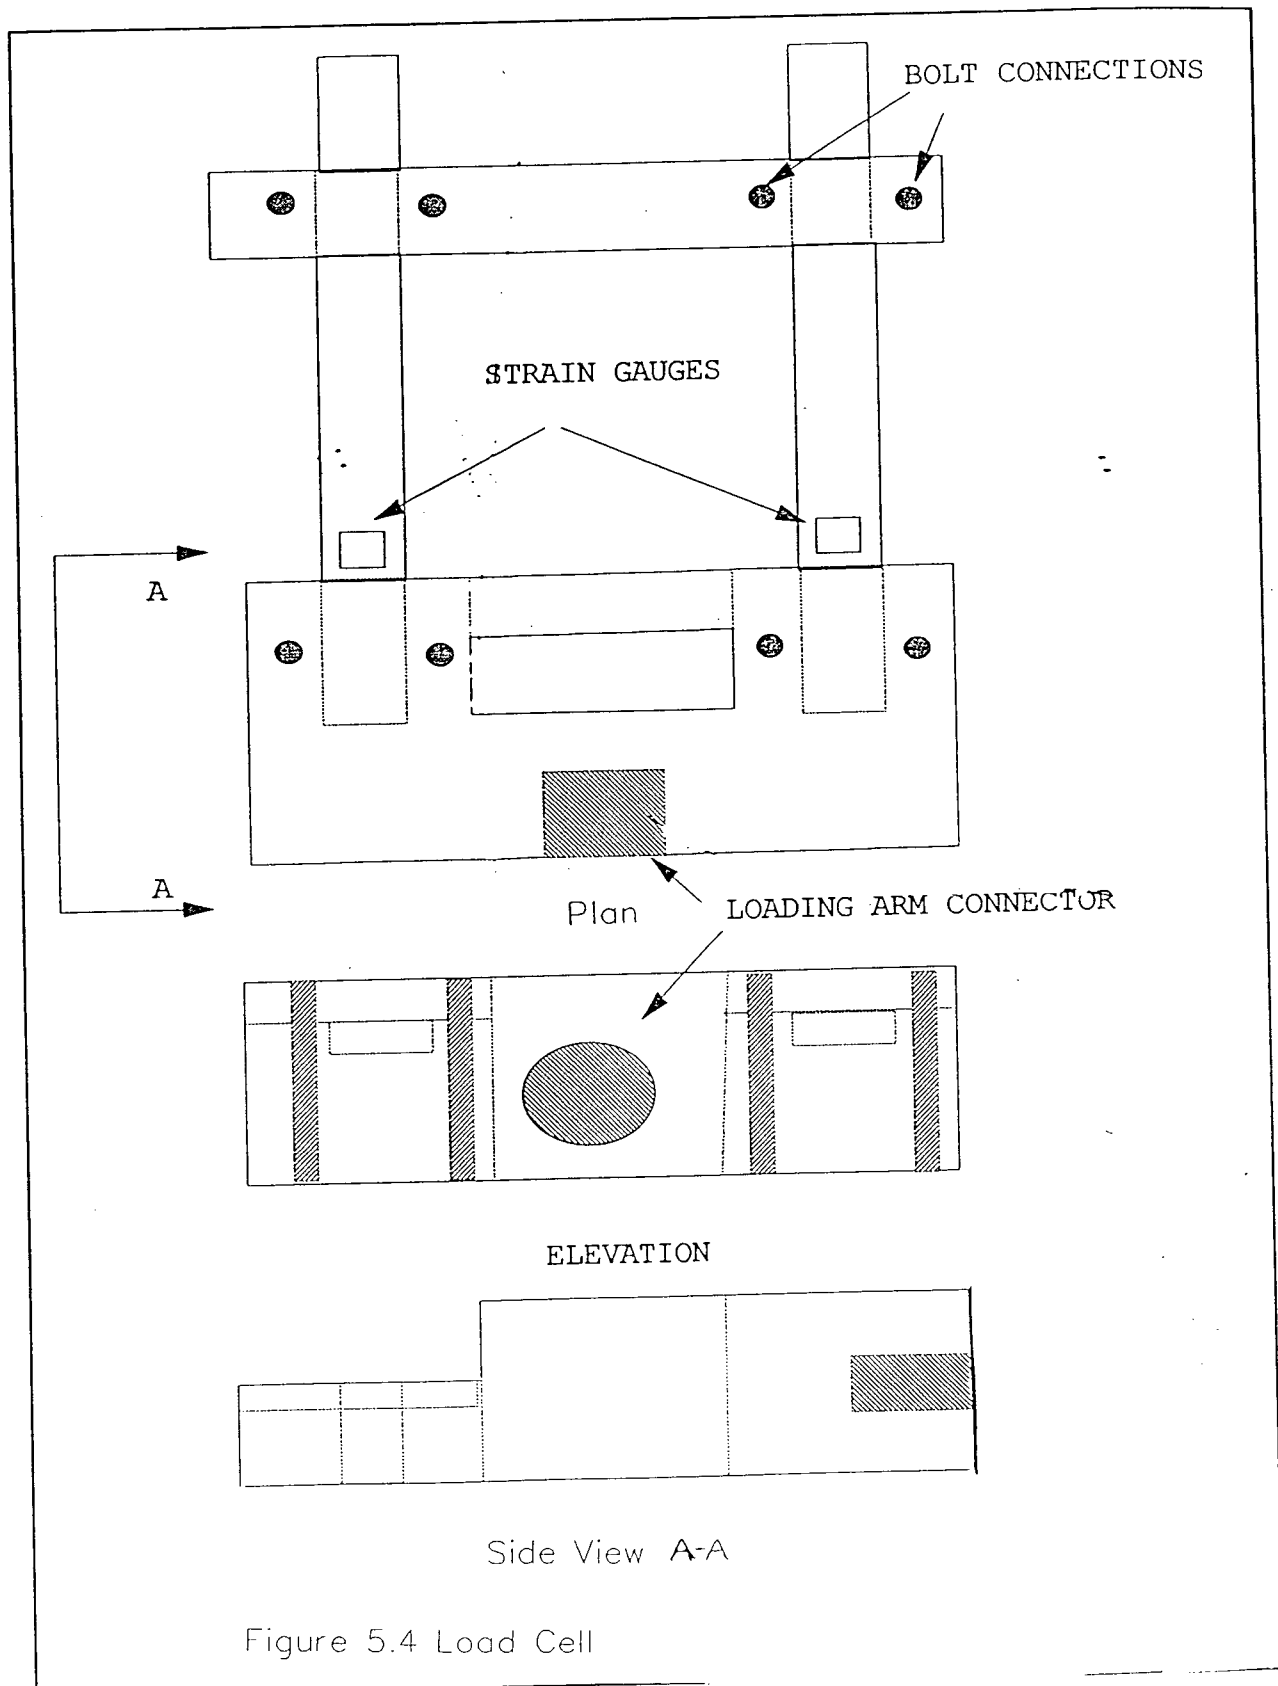 BOLT CONNECTIONS
STRAIN GAUGES
A
A
Plan
LOADING ARM CONNECTOR
ELEVATION
Side View A-A
Figure 5.4 Load Cell